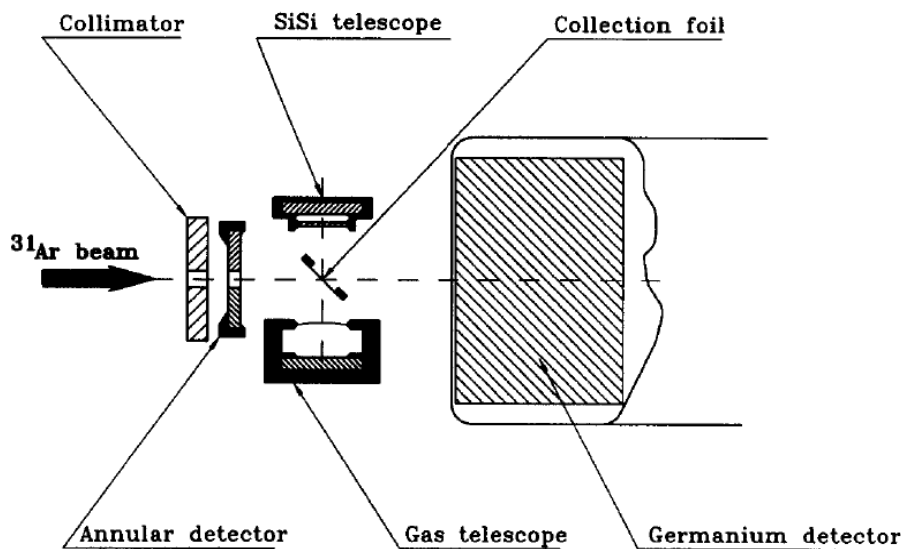 Collimator
SiSi telescope
Collection foil
31Ar beam
Annular detector
Gas telescope
Germanium detector